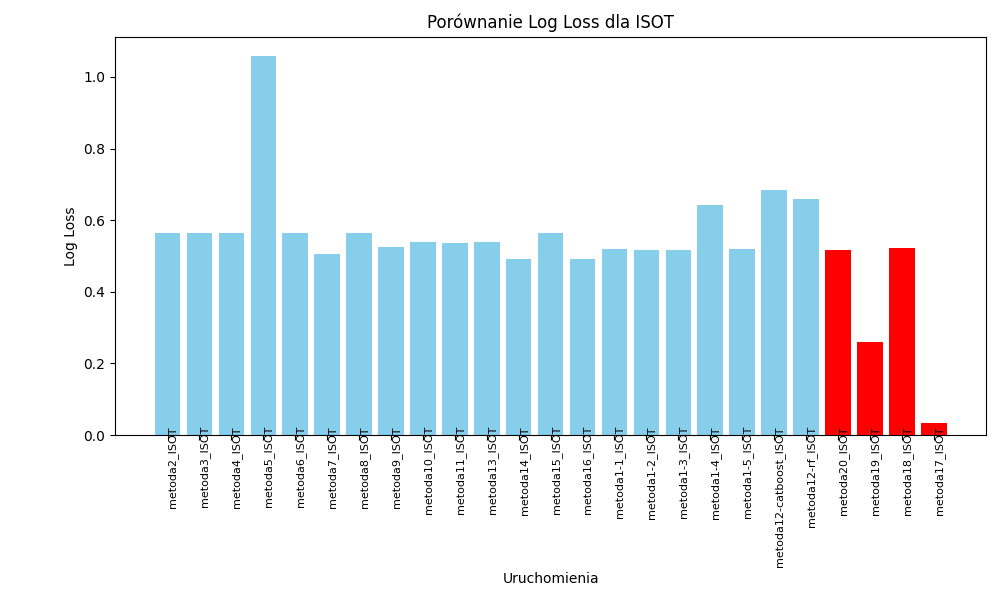 Porównanie Log Loss dla ISOT
Log Loss
1.0
0.8
0.6
0.4
0.2
0.0
metoda2_ISOT
metoda3_ISOT
metoda4_ISOT
metoda5_ISOT
metoda6_ISOT
metoda7_ISOT
metoda8_ISOT
metoda9_ISOT
metoda10_ISOT
metoda11_ISOT
metoda13_ISOT
metoda14_ISOT
metoda15_ISOT
metoda16_ISOT
metoda1-1_ISOT
metoda1-2_ISOT
metoda1-3_ISOT
metoda1-4_ISOT
metoda1-5_ISOT
metoda12-catboost_ISOT
metoda12-rf_ISOT
metoda20_ISOT
metoda19_ISOT
metoda18_ISOT
metoda17_ISOT
Uruchomienia